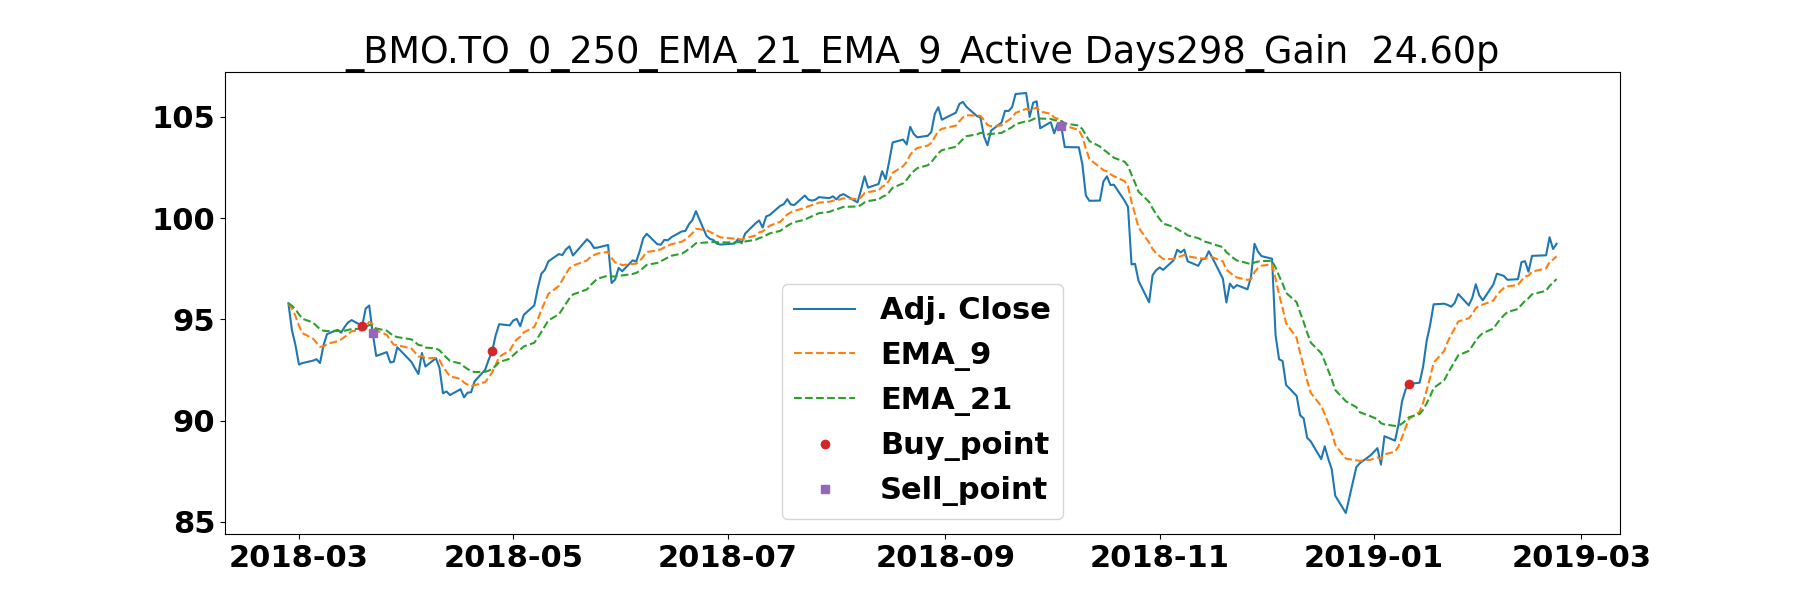 _BMO.TO_0_250_EMA_21_EMA_9_Active Days298_Gain  24.60p
105
100
95
90
85
Adj. Close
EMA_9
EMA_21
Buy_point
Sell_point
2018-03 2018-05 2018-07 2018-09 2018-11 2019-01 2019-03